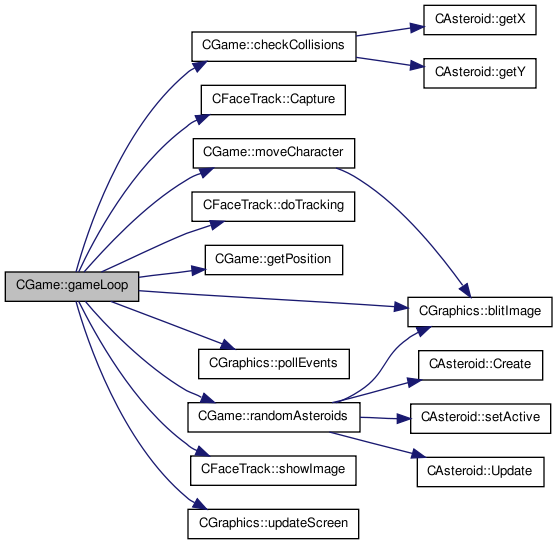 CGame::gameLoop
CGame::checkCollisions
CFaceTrack::Capture
CGame::moveCharacter
CFaceTrack::doTracking
CGame::getPosition
CGraphics::pollEvents
CGame::randomAsteroids
CFaceTrack::showImage
CGraphics::updateScreen
CAsteroid::getX
CAsteroid::getY
CGraphics::blitImage
CAsteroid::Create
CAsteroid::setActive
CAsteroid::Update